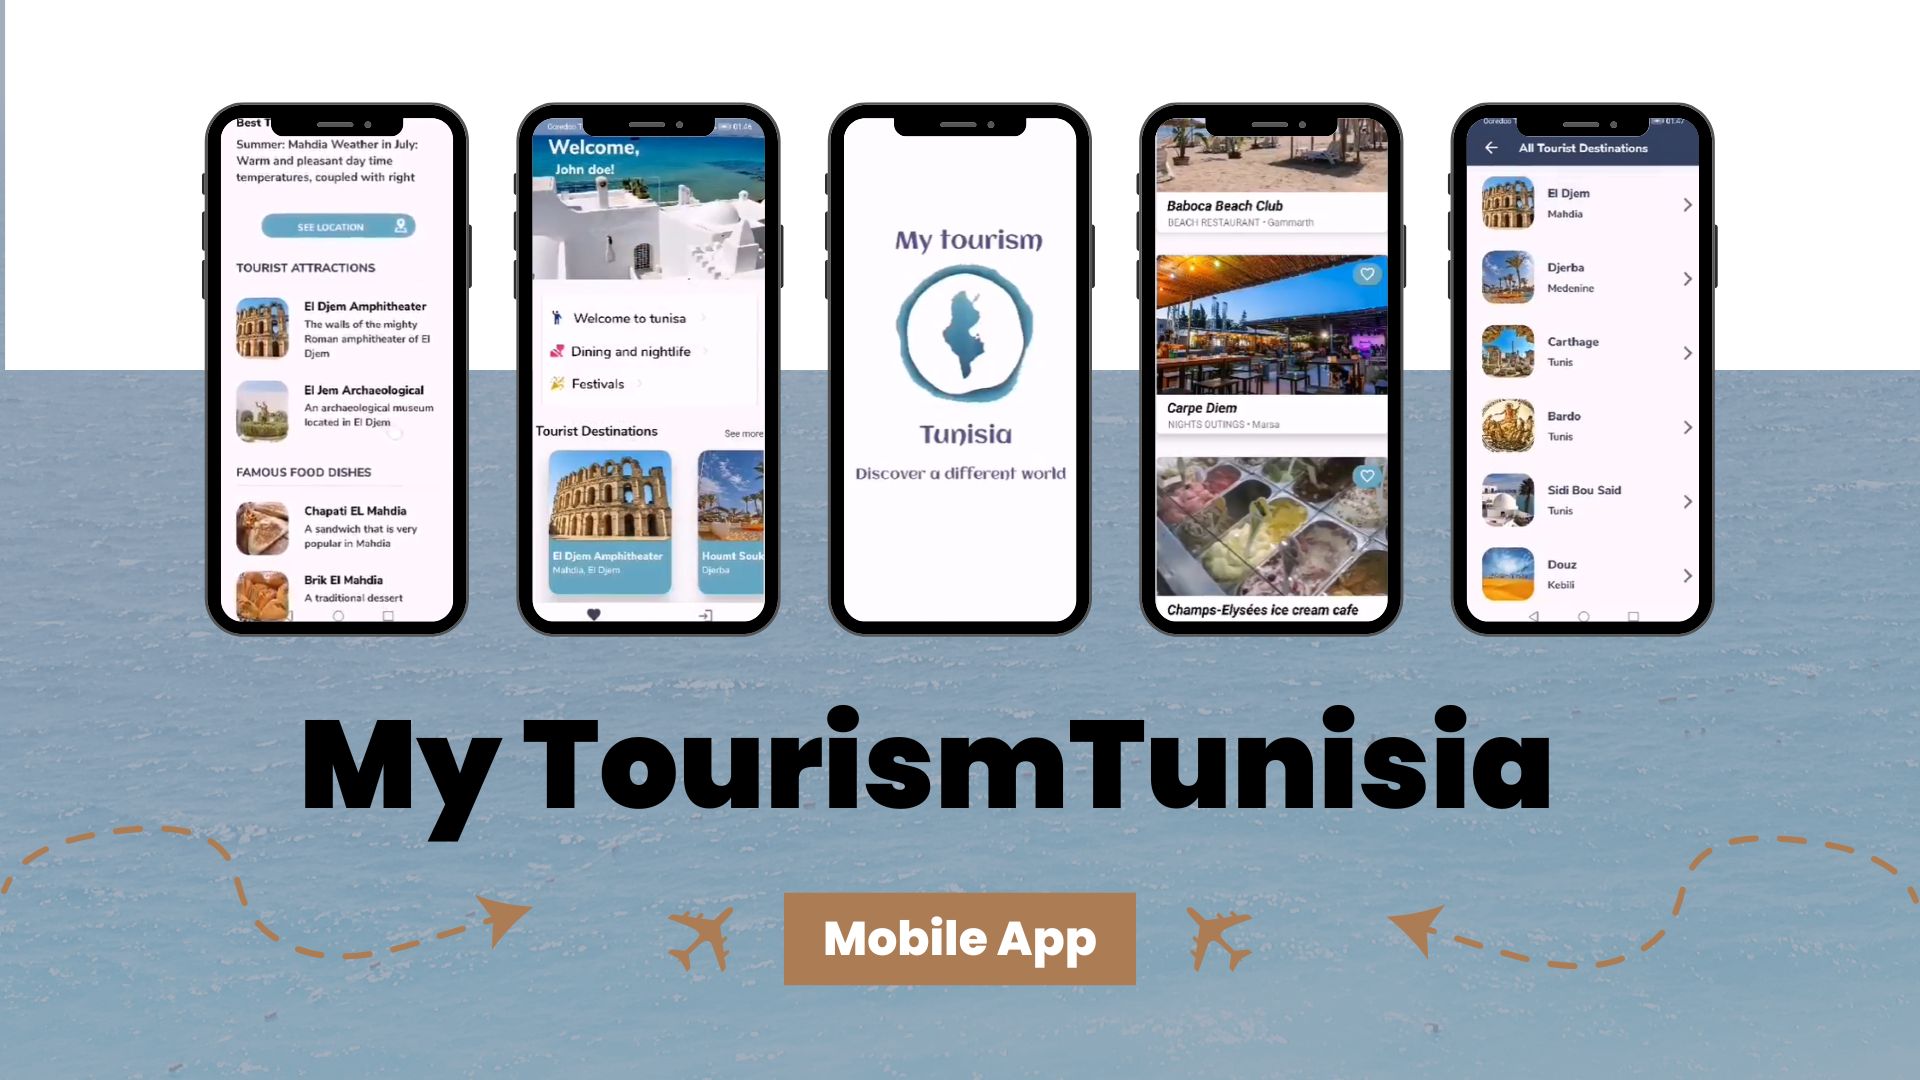 Best T
Summer: Mahdia Weather in July:
Warm and pleasant day time
temperatures, coupled with right
SEE LOCATION
TOURIST ATTRACTIONS
El Djem Amphitheater
The walls of the mighty
Roman amphitheater of El
Djem
El Jem Archaeological
An archaeological museum
located in El Djem
FAMOUS FOOD DISHES
Chapati EL Mahdia
A sandwich that is very
popular in Mahdia
Brik El Mahdia
A traditional dessert
Ooredoo T
01:46
Welcome,
John doe!
Welcome to tunisa
Dining and nightlife
Festivals
Tourist Destinations
See more
El Djem Amphitheater
Mahdia, El Djem
Houmt Souk
Djerba
My tourism
Tunisia
Discover a different world
Baboca Beach Club
BEACH RESTAURANT • Gammarth
Carpe Diem
NIGHTS OUTINGS • Marsa
Champs-Elysées ice cream cafe
Ooredoo T
01:47
All Tourist Destinations
El Djem
Mahdia
Djerba
Medenine
Carthage
Tunis
Bardo
Tunis
Sidi Bou Said
Tunis
Douz
Kebili
My TourismTunisia
Mobile App